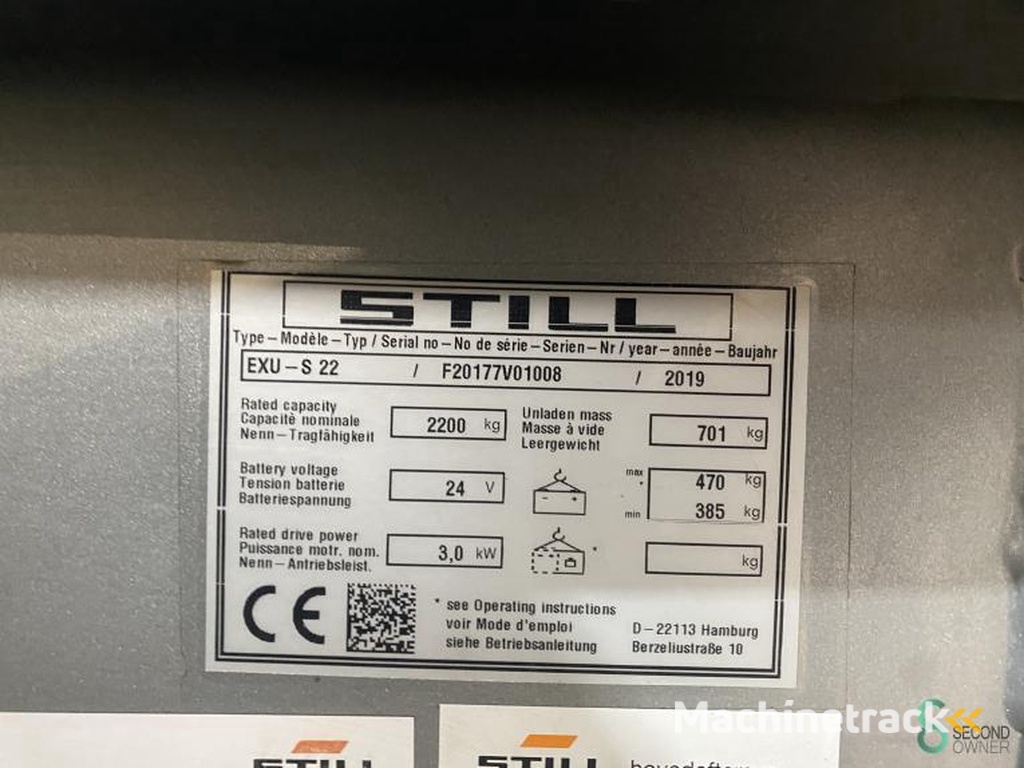 STILL
Type – Modèle – Typ / Serial no – No de série – Serien – Nr / year – année – Baujahr
EXU – S 22 / F20177V01008 / 2019
Rated capacity
Capacité nominale
Nenn – Tragfähigkeit
2200 kg
Unladen mass
Masse à vide
Leergewicht
701 kg
Battery voltage
Tension batterie
Batteriespannung
24 V
max
*
470 kg
min
385 kg
Rated drive power
Puissance motr. nom.
Nenn – Antriebsleist.
3,0 kW
*
kg
CE
* see Operating instructions
voir Mode d'emploi
siehe Betriebsanleitung
D – 22113 Hamburg
Berzeliustraße 10
STILL
STILL
Machinetrack
SECOND
OWNER